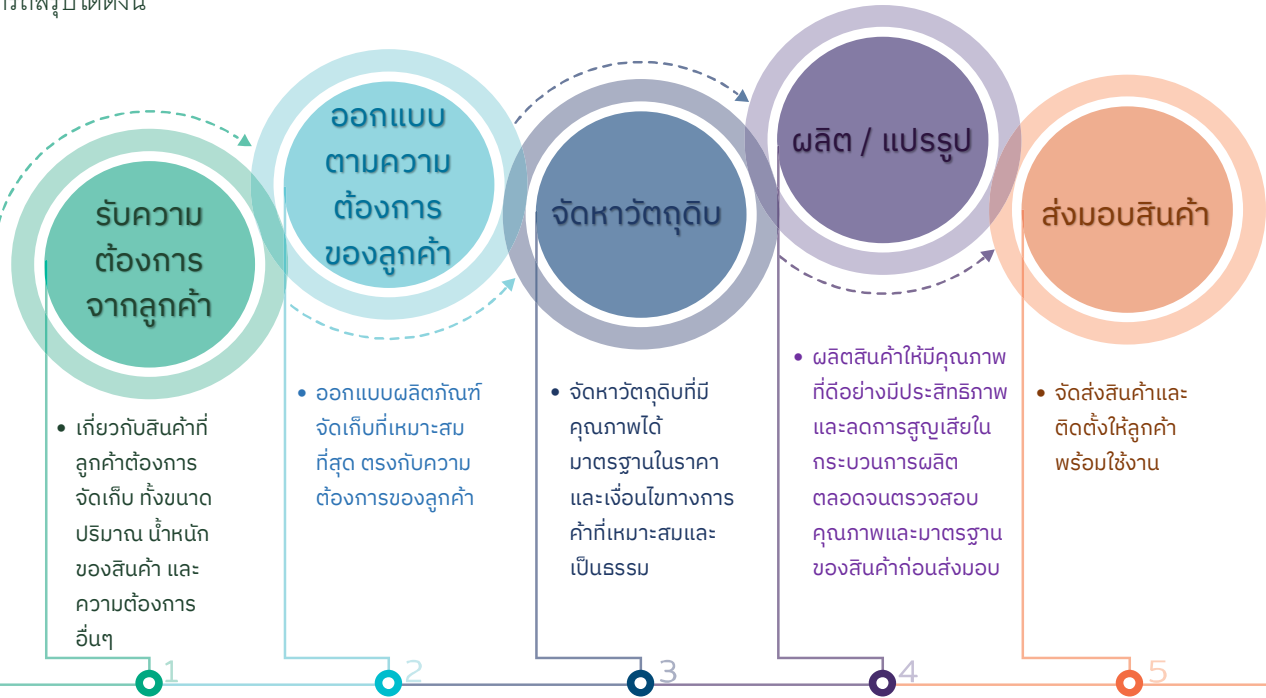 รับความ
ต้องการ
จากลูกค้า
ออกแบบ
ตามความ
ต้องการ
ของลูกค้า
จัดหาวัตถุดิบ
ผลิต / แปรรูป
ส่งมอบสินค้า
• เกี่ยวกับสินค้าที่
ลูกค้าต้องการ
จัดเก็บ ทั้งขนาด
ปริมาณ น้ำหนัก
ของสินค้า และ
ความต้องการ
อื่นๆ
• ออกแบบผลิตภัณฑ์
จัดเก็บที่เหมาะสม
ที่สุด ตรงกับความ
ต้องการของลูกค้า
• จัดหาวัตถุดิบที่มี
คุณภาพได้
มาตรฐานในราคา
และเงื่อนไขทางการ
ค้าที่เหมาะสมและ
เป็นธรรม
• ผลิตสินค้าให้มีคุณภาพ
ที่ดีอย่างมีประสิทธิภาพ
และลดการสูญเสียใน
กระบวนการผลิต
ตลอดจนตรวจสอบ
คุณภาพและมาตรฐาน
ของสินค้าก่อนส่งมอบ
• จัดส่งสินค้าและ
ติดตั้งให้ลูกค้า
พร้อมใช้งาน
1
2
3
4
5